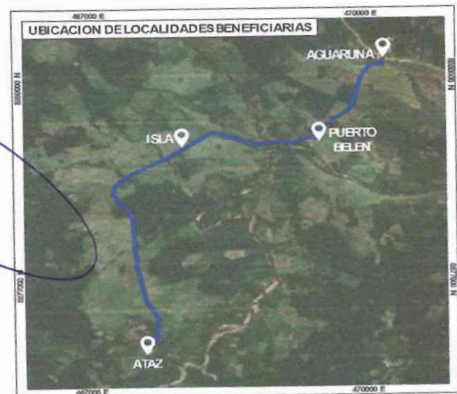 467000 E
470000 E
UBICACION DE LOCALIDADES BENEFICIARIAS
AGUARUNA
ISLA
PUERTO
BELEN
ATAZ
467000 E
470000 E